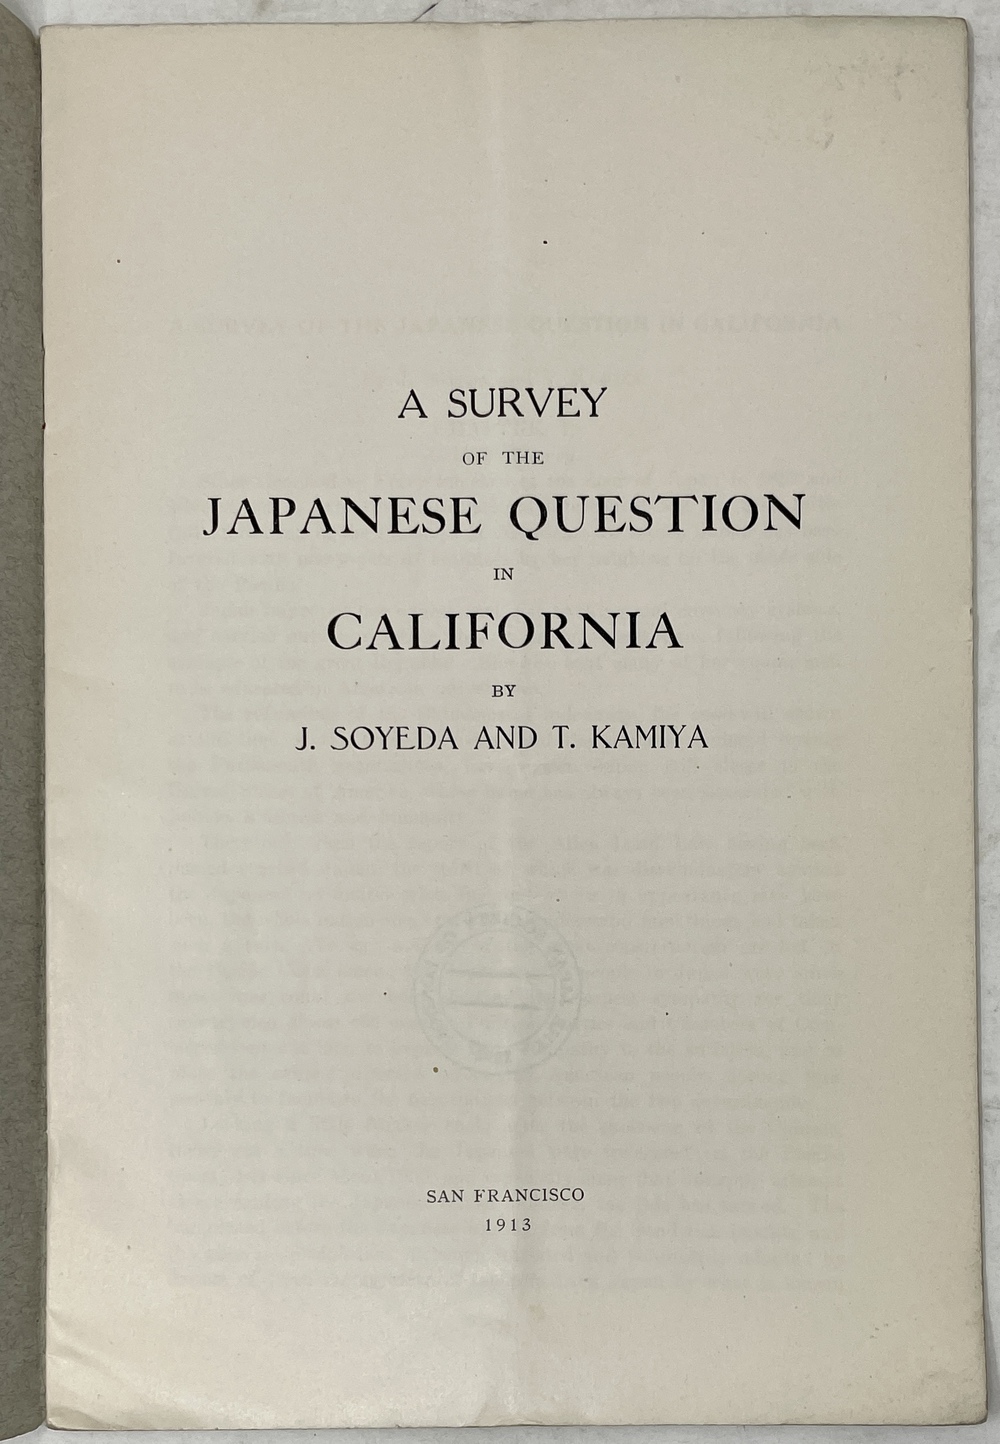 A SURVEY
OF THE
JAPANESE QUESTION
IN
CALIFORNIA
BY
J. SOYEDA AND T. KAMIYA
SAN FRANCISCO
1913